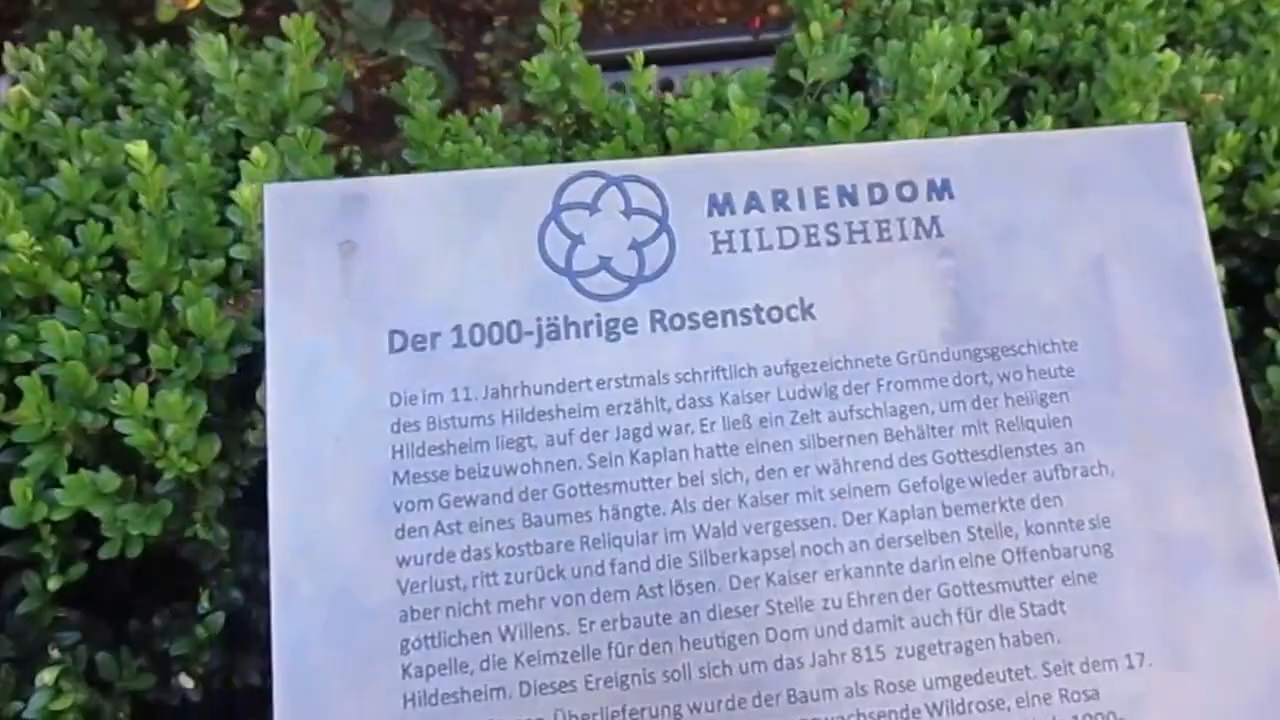 MARIENDOM
HILDESHEIM
Der 1000-jährige Rosenstock
Die im 11. Jahrhundert erstmals schriftlich aufgezeichnete Gründungsgeschichte
des Bistums Hildesheim erzählt, dass Kaiser Ludwig der Fromme dort, wo heute
Hildesheim liegt, auf der Jagd war. Er ließ ein Zelt aufschlagen, um der heiligen
Messe beizuwohnen. Sein Kaplan hatte einen silbernen Behälter mit Reliquien
vom Gewand der Gottesmutter bei sich, den er während des Gottesdienstes an
den Ast eines Baumes hängte. Als der Kaiser mit seinem Gefolge wieder aufbrach,
wurde das kostbare Reliquiar im Wald vergessen. Der Kaplan bemerkte den
Verlust, ritt zurück und fand die Silberkapsel noch an derselben Stelle, konnte sie
aber nicht mehr von dem Ast lösen. Der Kaiser erkannte darin eine Offenbarung
göttlichen Willens. Er erbaute an dieser Stelle zu Ehren der Gottesmutter eine
Kapelle, die Keimzelle für den heutigen Dom und damit auch für die Stadt
Hildesheim. Dieses Ereignis soll sich um das Jahr 815 zugetragen haben.
Überlieferung wurde der Baum als Rose umgedeutet. Seit dem 17.
Wildrose, eine Rosa
1000-